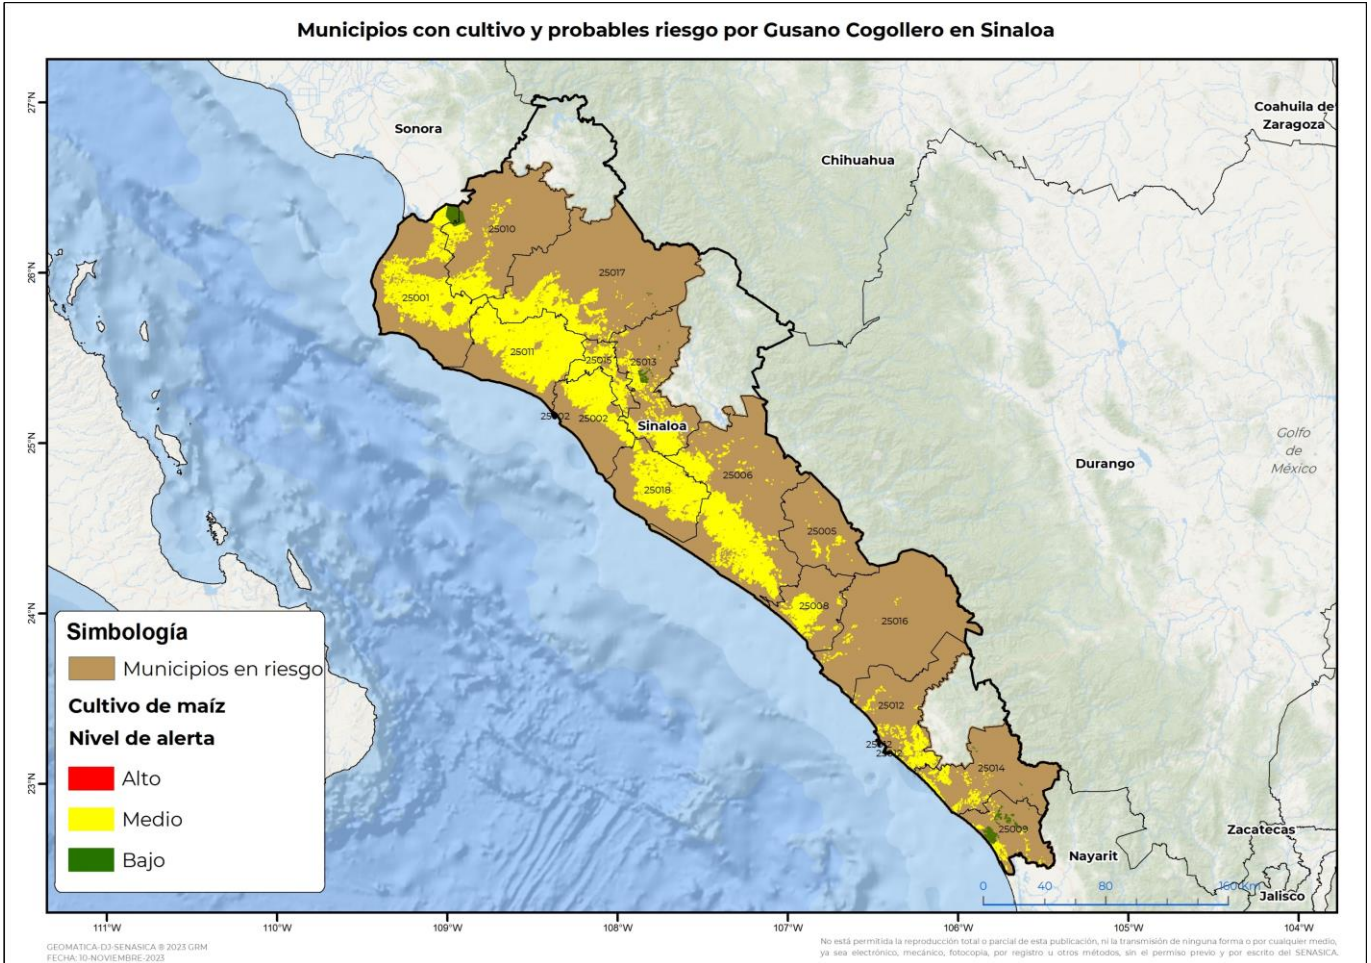 Municipios con cultivo y probables riesgo por Gusano Cogollero en Sinaloa
27°N
26°N
25°N
24°N
23°N
Coahuila de
Zaragoza
Sonora
Chihuahua
25010
25017
25001
25011
25015
25013
25002
Sinaloa
Golfo
de
México
Durango
25006
25018
25005
25008
25016
25012
25014
25009
Zacatecas
Nayarit
Jalisco
0 40 80 160 Km
Simbología
Municipios en riesgo
Cultivo de maíz
Nivel de alerta
Alto
Medio
Bajo
111°W 110°W 109°W 108°W 107°W 106°W 105°W 104°W
GEOMATICA-DJ-SENASICA ® 2023 GRM
FECHA: 10-NOVIEMBRE-2023
No está permitida la reproducción total o parcial de esta publicación, ni la transmisión de ninguna forma o por cualquier medio,
ya sea electrónico, mecánico, fotocopia, por registro u otros métodos, sin el permiso previo y por escrito del SENASICA.